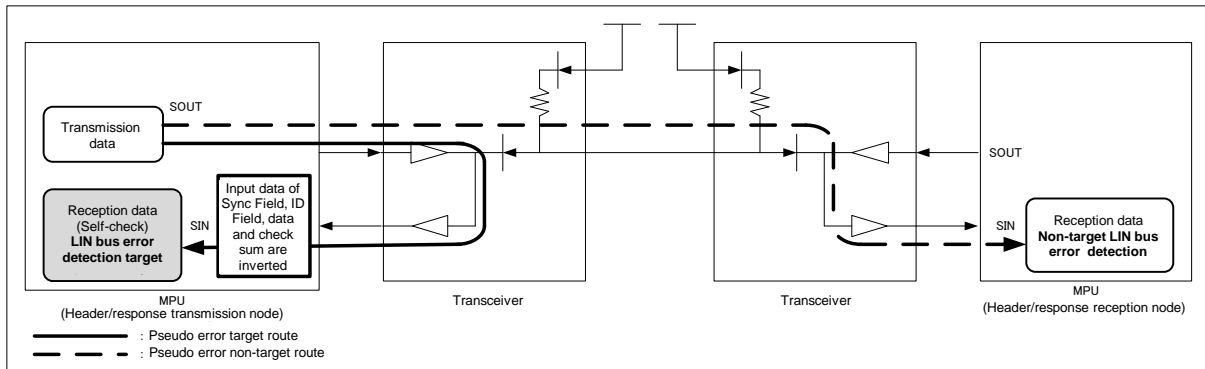 SOUT
Transmission
data
Reception data
(Self-check)
LIN bus error
detection target
SIN
Input data of
Sync Field, ID
Field, data
and check
sum are
inverted
MPU
(Header/response transmission node)
Transceiver
Transceiver
SOUT
SIN
Reception data
Non-target LIN bus
error detection
MPU
(Header/response reception node)
: Pseudo error target route
: Pseudo error non-target route